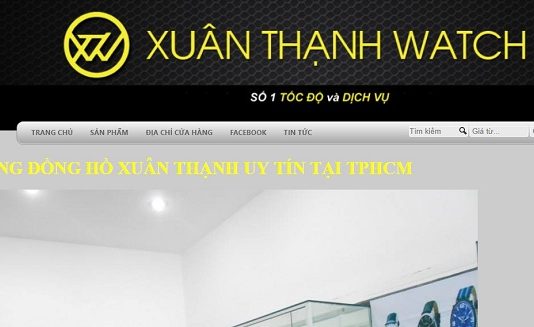 XUÂN THẠNH WATCH
SỐ 1 TỐC ĐỘ và DỊCH VỤ
TRANG CHỦ SẢN PHẨM ĐỊA CHỈ CỬA HÀNG FACEBOOK TIN TỨC Tìm kiếm Giá từ...
ĐỒNG HỒ XUÂN THẠNH UY TÍN TẠI TPHCM